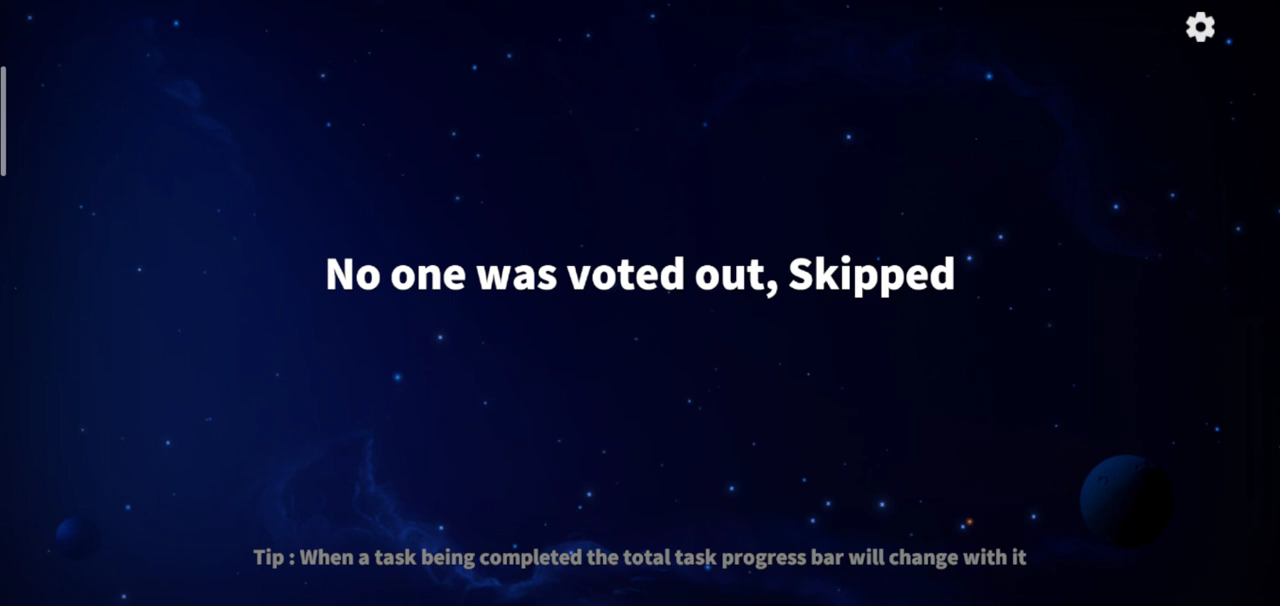 No one was voted out, Skipped
Tip : When a task being completed the total task progress bar will change with it